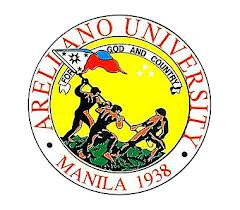 ARELLANO UNIVERSITY
FOR GOD AND COUNTRY
MANILA 1938